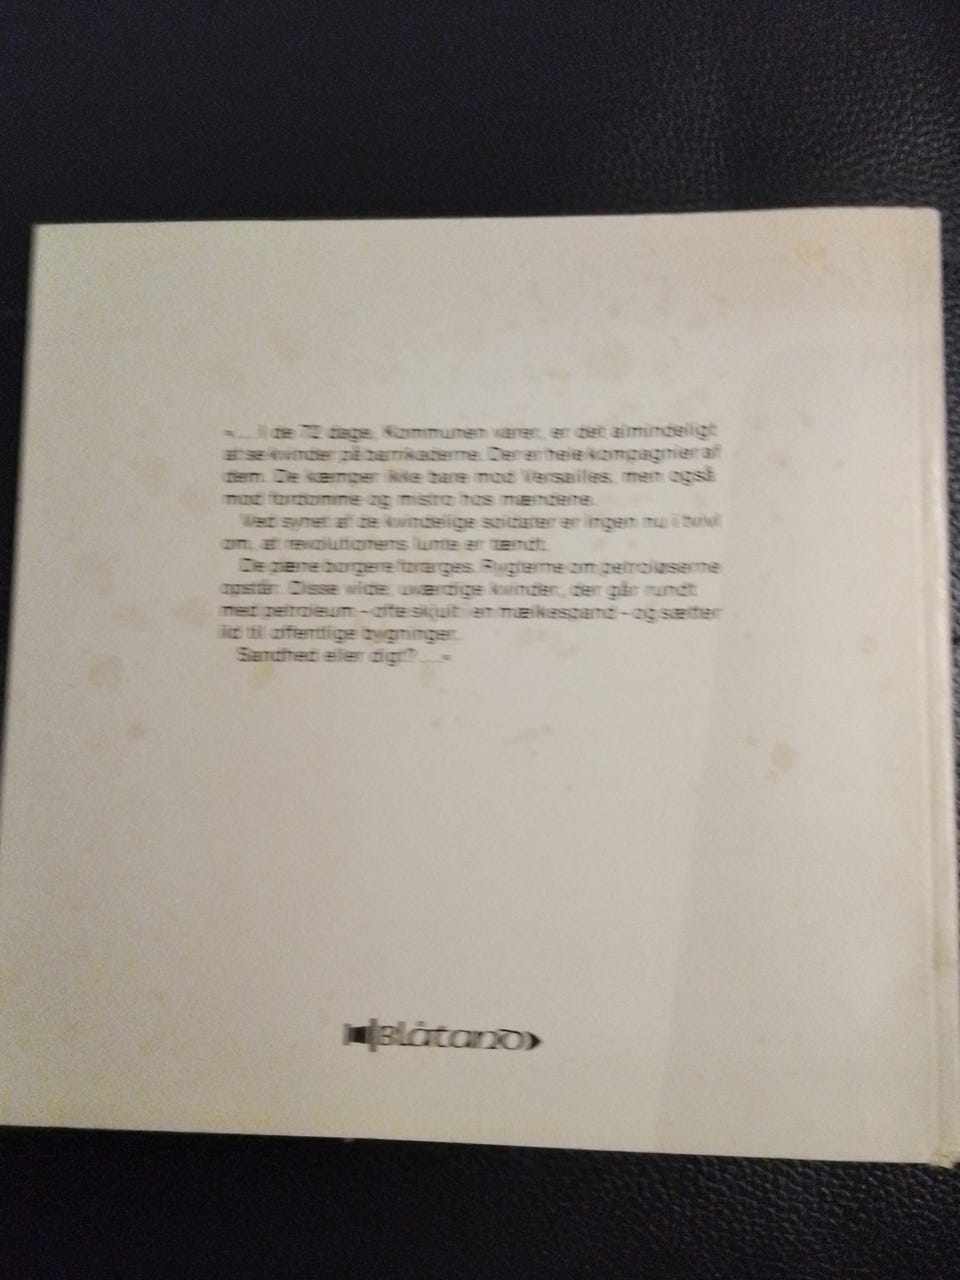 »....I de 72 dage, Kommunen varer, er det almindeligt
at se kvinder på barrikaderne. Der er hele kompagnier af
dem. De kæmper ikke bare mod Versailles, men også
mod fordomme og mistro hos mændene.
Ved synet af de kvindelige soldater er ingen nu i tvivl
om, at revolutionens lunte er tændt.
De pæne borgere forarges. Rygterne om petroløserne
opstår. Disse vilde, uværdige kvinder, der går rundt
med petroleum – ofte skjult i en mælkespand – og sætter
ild til offentlige bygninger.
Sandhed eller digt?....«
BLÅTAND